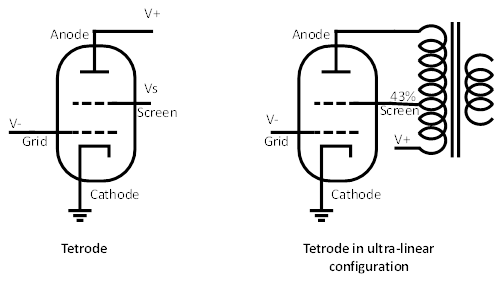 V+
Anode
Vs
Screen
V-
Grid
Cathode
Tetrode
Anode
43%
Screen
V+
V-
Grid
Cathode
Tetrode in ultra-linear
configuration